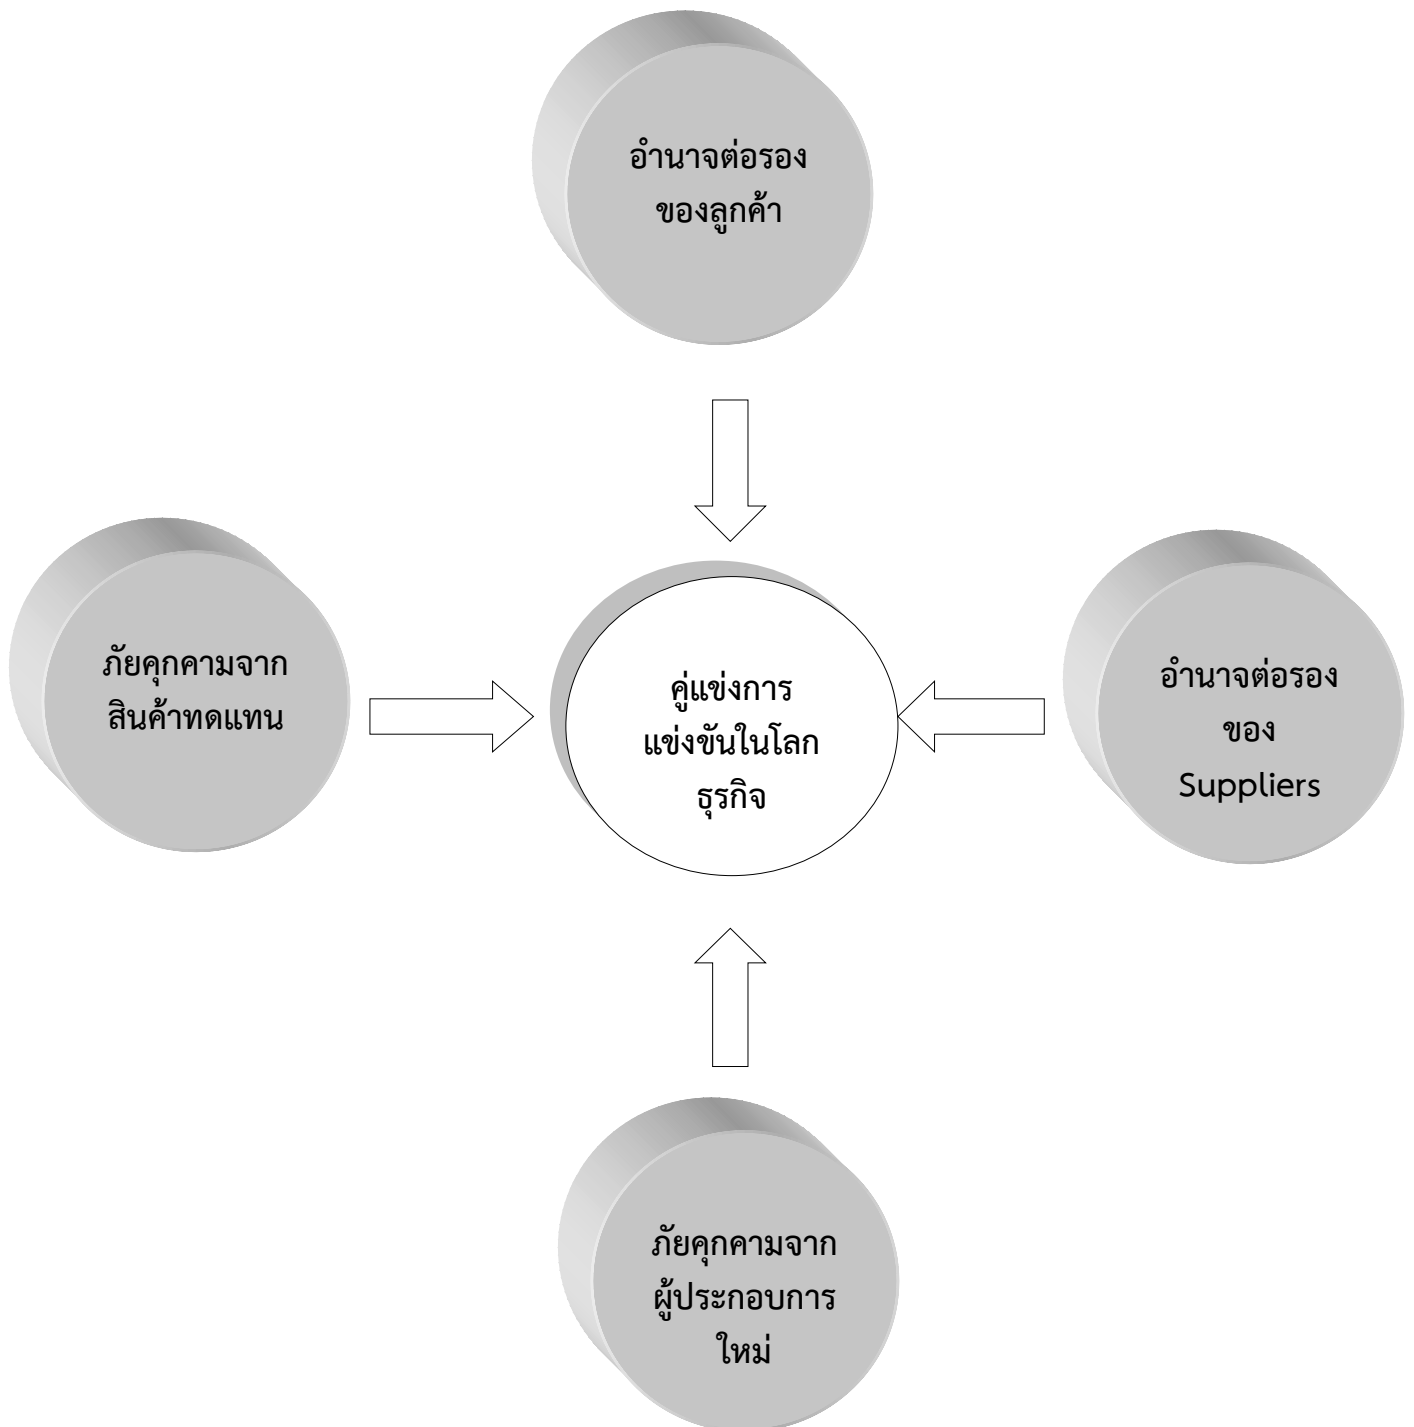 อำนาจต่อรอง
ของลูกค้า
ภัยคุกคามจาก
สินค้าทดแทน
คู่แข่งการ
แข่งขันในโลก
ธุรกิจ
อำนาจต่อรอง
ของ
Suppliers
ภัยคุกคามจาก
ผู้ประกอบการ
ใหม่